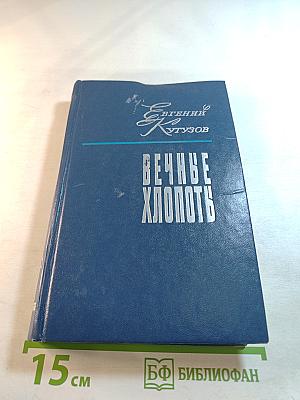 Евгений
Кутузов
ВЕЧНЫЕ
ХЛОПОТЫ
15 см
БФ БИБЛИОФАН